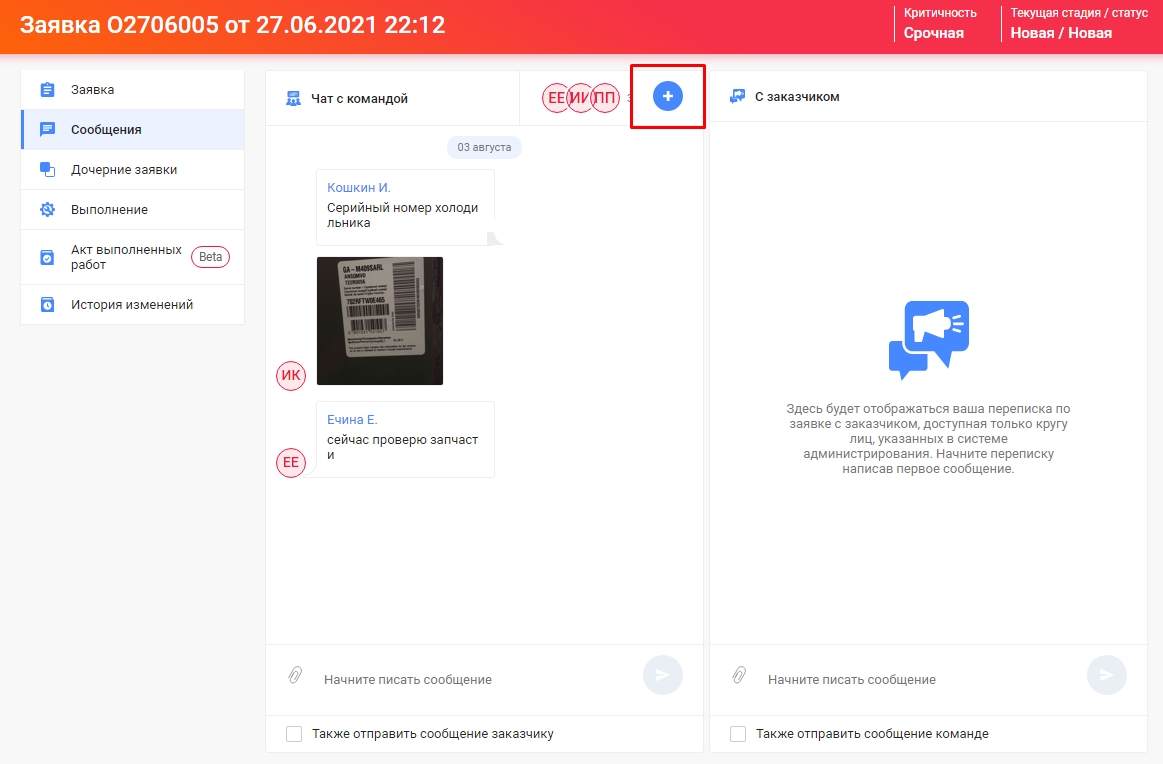 Заявка О2706005 от 27.06.2021 22:12
Критичность
Срочная
Текущая стадия / статус
Новая / Новая
Заявка
Сообщения
Дочерние заявки
Выполнение
Акт выполненных
работ
Beta
История изменений
Чат с командой
ЕЕ ИИ ПП
03 августа
Кошкин И.
Серийный номер холоди
льника
GA-M409SARL
702RFTW0E465
ИК
Ечина Е.
сейчас проверю запчаст
и
ЕЕ
Начните писать сообщение
Также отправить сообщение заказчику
С заказчиком
Здесь будет отображаться ваша переписка по
заявке с заказчиком, доступная только кругу
лиц, указанных в системе
администрирования. Начните переписку
написав первое сообщение.
Начните писать сообщение
Также отправить сообщение команде